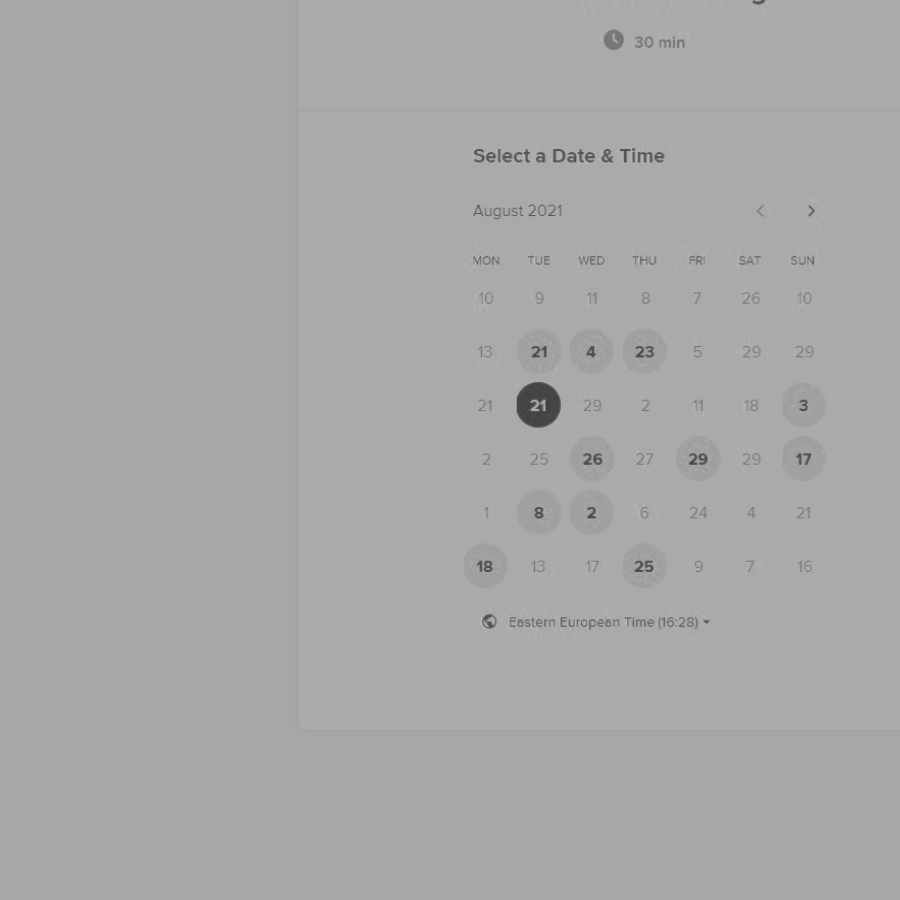 30 min
Select a Date & Time
August 2021
MON TUE WED THU FRI SAT SUN
10 9 11 8 7 26 10
13 21 4 23 5 29 29
21 21 29 2 11 18 3
2 25 26 27 29 29 17
1 8 2 6 24 4 21
18 13 17 25 9 7 16
Eastern European Time (16:28)